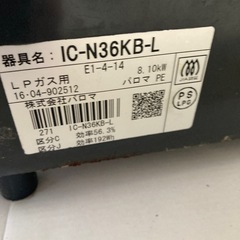 器具名：IC-N36KB-L
E1-4-14 8.10kW
LPガス用 パロマ PE
16·04-902512
株式会社パロマ
271 IC-N36KB-L
区分C 効率56.3%
区分J 効率192Wh
PS
LPG